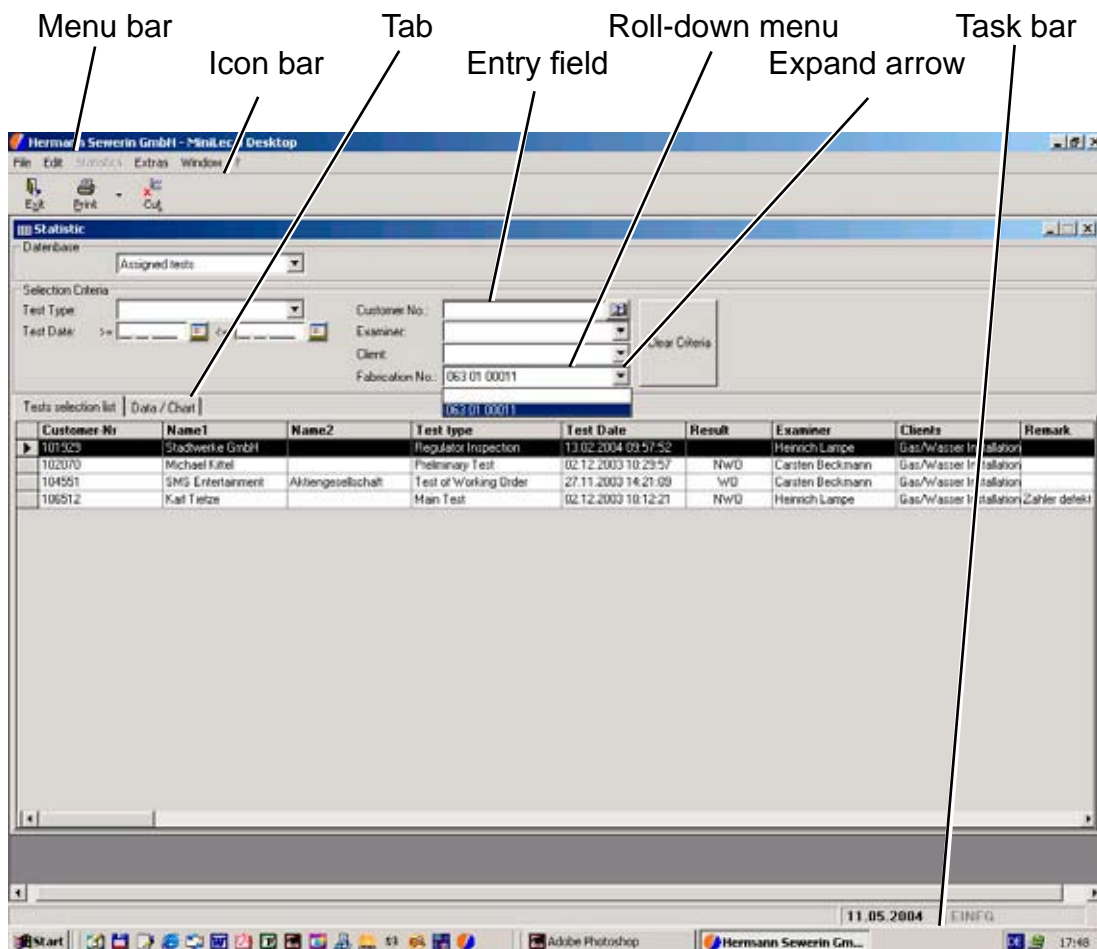 Menu bar Tab Roll-down menu Task bar
Icon bar Entry field Expand arrow
Hermann Sewerin GmbH - MiniLec Desktop
File Edit Statistics Extras Window ?
Exit Print Cut
Statistic
Datenbase
Assigned tests
Selection Criteria
Test Type: Customer No.:
Test Date: >= <= Examiner: Clear Criteria
Client:
Fabrication No.: 063 01 00011
063 01 00011
Tests selection list Data / Chart
Customer-Nr Name1 Name2 Test type Test Date Result Examiner Clients Remark
101929 Stadtwerke GmbH Regulator Inspection 13.02.2004 09:57:52 Heinrich Lampe Gas/Wasser Installation
102070 Michael Kittel Preliminary Test 02.12.2003 10:29:57 NWO Carsten Beckmann Gas/Wasser Installation
104551 SMS Entertainment Aktiengesellschaft Test of Working Order 27.11.2003 14:21:09 WO Carsten Beckmann Gas/Wasser Installation
106512 Karl Tietze Main Test 02.12.2003 10:12:21 NWO Heinrich Lampe Gas/Wasser Installation Zähler defekt
11.05.2004 EINFG
Start Adobe Photoshop Hermann Sewerin Gm... 17:48